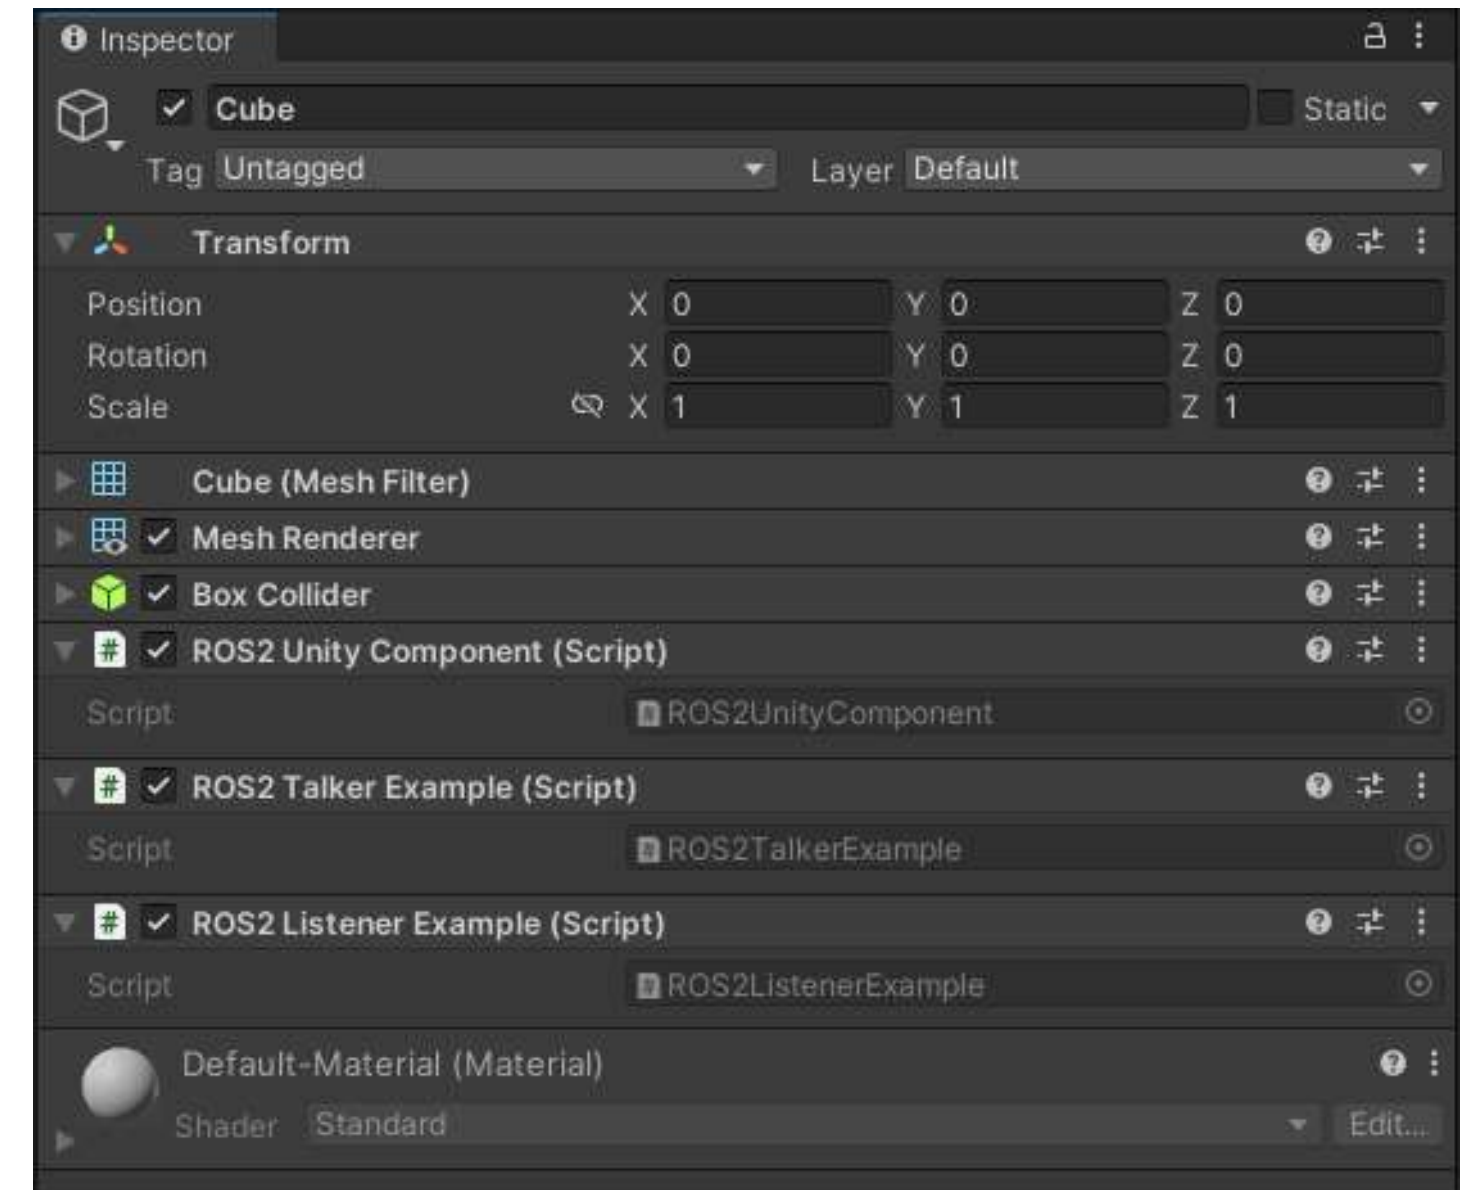 Inspector
Cube Static
Tag Untagged Layer Default
Transform
Position X 0 Y 0 Z 0
Rotation X 0 Y 0 Z 0
Scale X 1 Y 1 Z 1
Cube (Mesh Filter)
Mesh Renderer
Box Collider
# ROS2 Unity Component (Script)
Script ROS2UnityComponent
# ROS2 Talker Example (Script)
Script ROS2TalkerExample
# ROS2 Listener Example (Script)
Script ROS2ListenerExample
Default-Material (Material)
Shader Standard Edit...